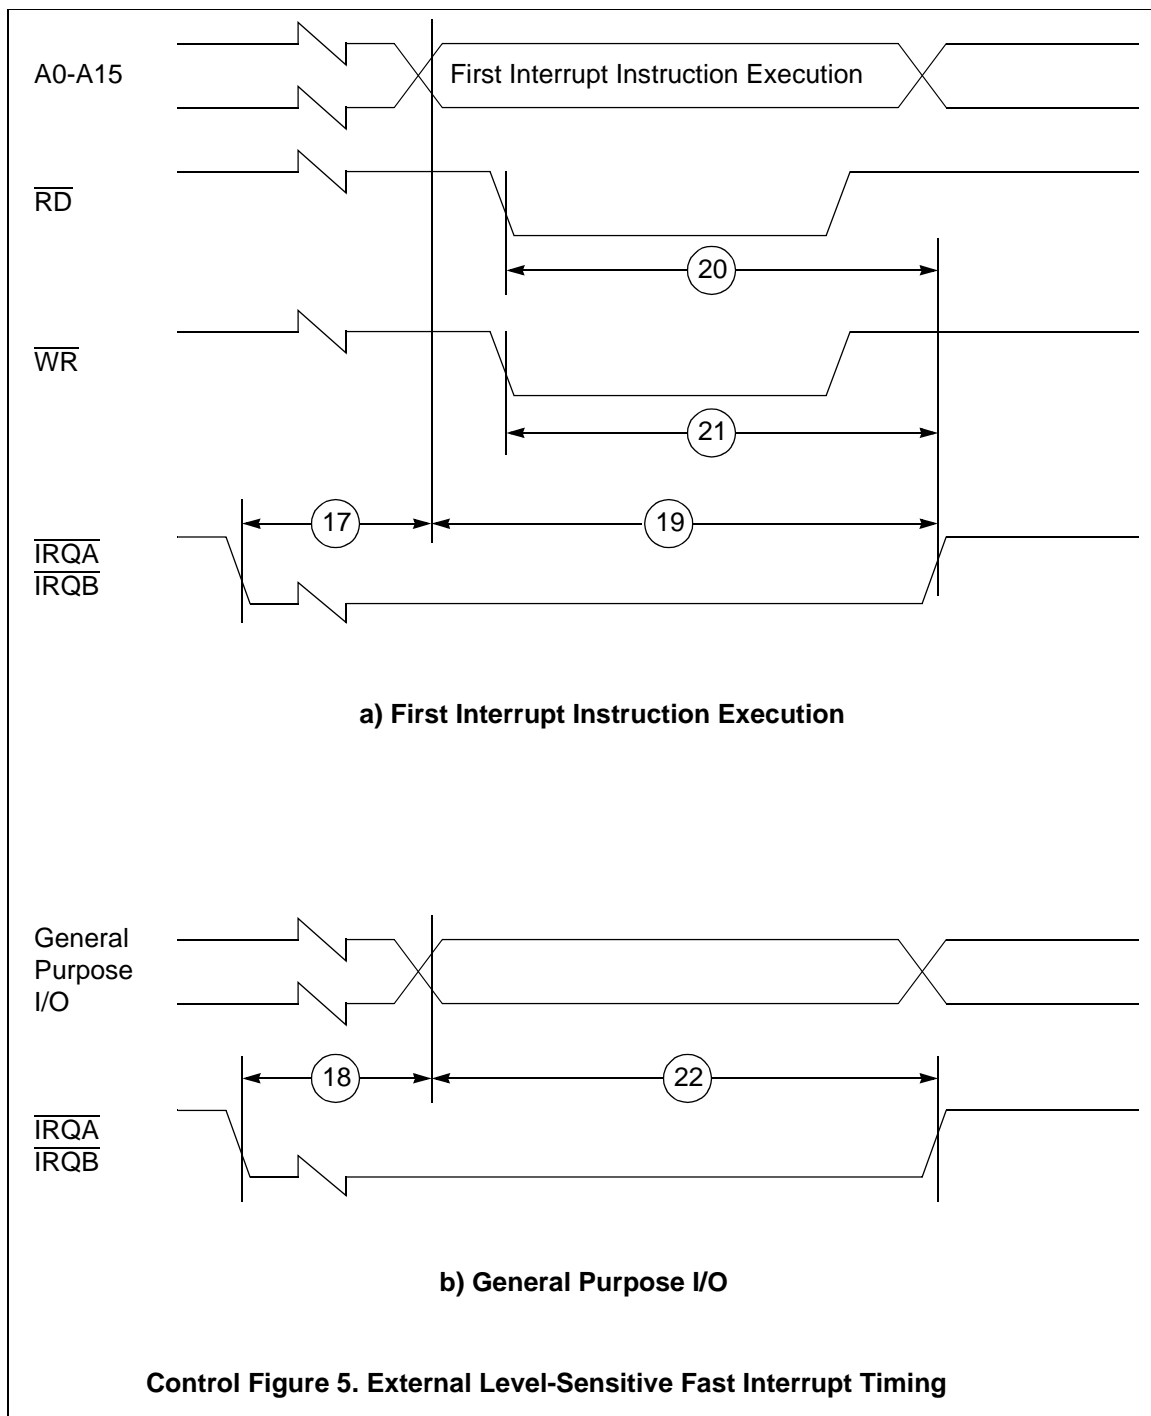 A0-A15
First Interrupt Instruction Execution
RD
20
WR
21
17
19
IRQA
IRQB
a) First Interrupt Instruction Execution
General
Purpose
I/O
18
22
IRQA
IRQB
b) General Purpose I/O
Control Figure 5. External Level-Sensitive Fast Interrupt Timing